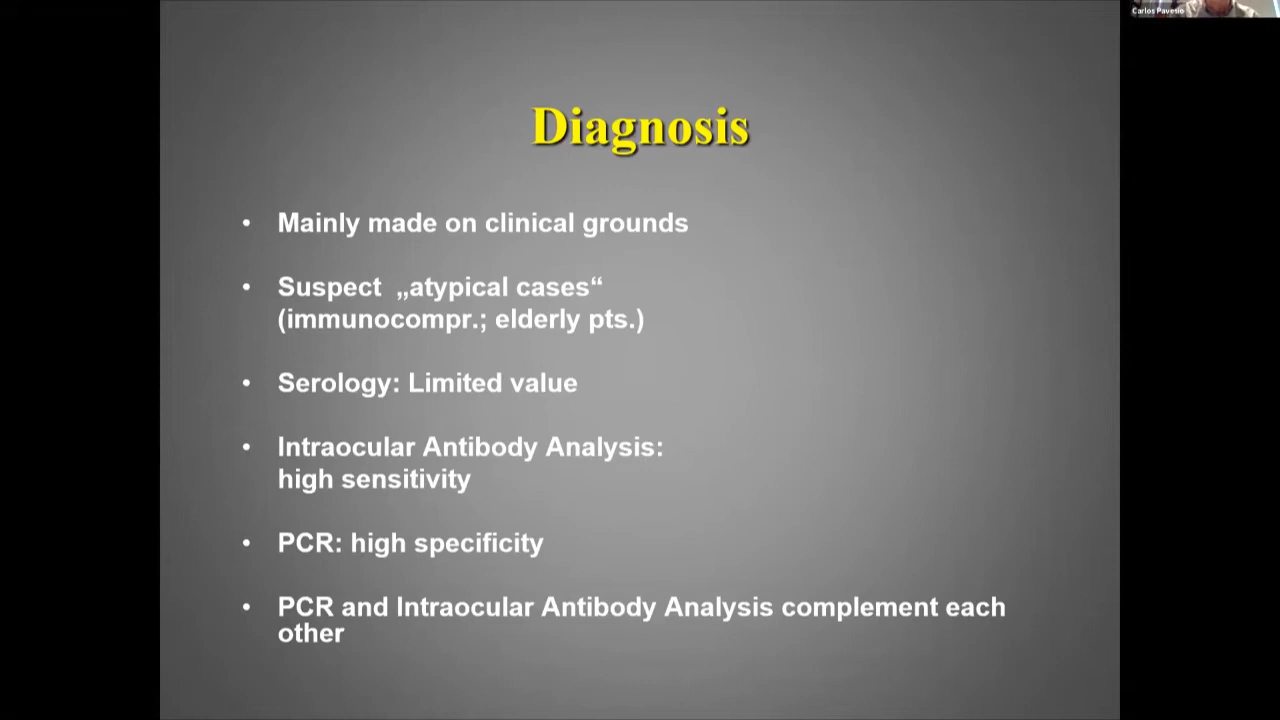 Carlos Pavesio
Diagnosis
• Mainly made on clinical grounds
• Suspect „atypical cases“
(immunocompr.; elderly pts.)
• Serology: Limited value
• Intraocular Antibody Analysis:
high sensitivity
• PCR: high specificity
• PCR and Intraocular Antibody Analysis complement each
other